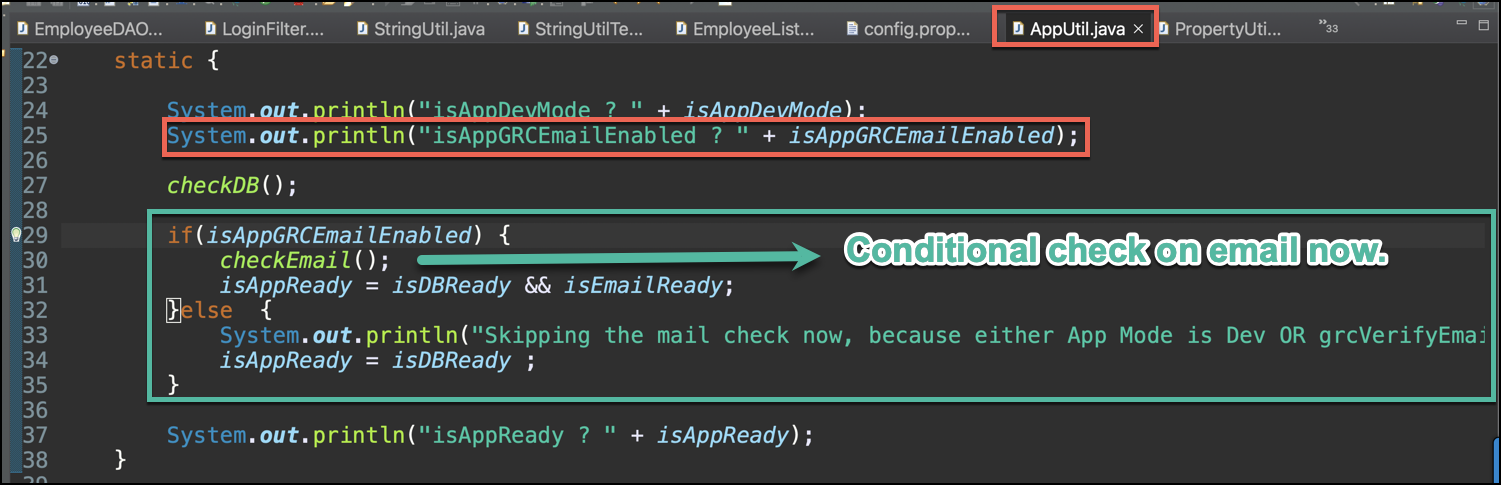 EmployeeDAO... LoginFilter.... StringUtil.java StringUtilTe... EmployeeList... config.prop... AppUtil.java × PropertyUti... »33
22 static {
23
24 System.out.println("isAppDevMode ? " + isAppDevMode);
25 System.out.println("isAppGRCEmailEnabled ? " + isAppGRCEmailEnabled);
26
27 checkDB();
28
29 if(isAppGRCEmailEnabled) {
30 checkEmail();
Conditional check on email now.
31 isAppReady = isDBReady && isEmailReady;
32 }else  {
33 System.out.println("Skipping the mail check now, because either App Mode is Dev OR grcVerifyEmai
34 isAppReady = isDBReady ;
35 }
36
37 System.out.println("isAppReady ? " + isAppReady);
38 }
39